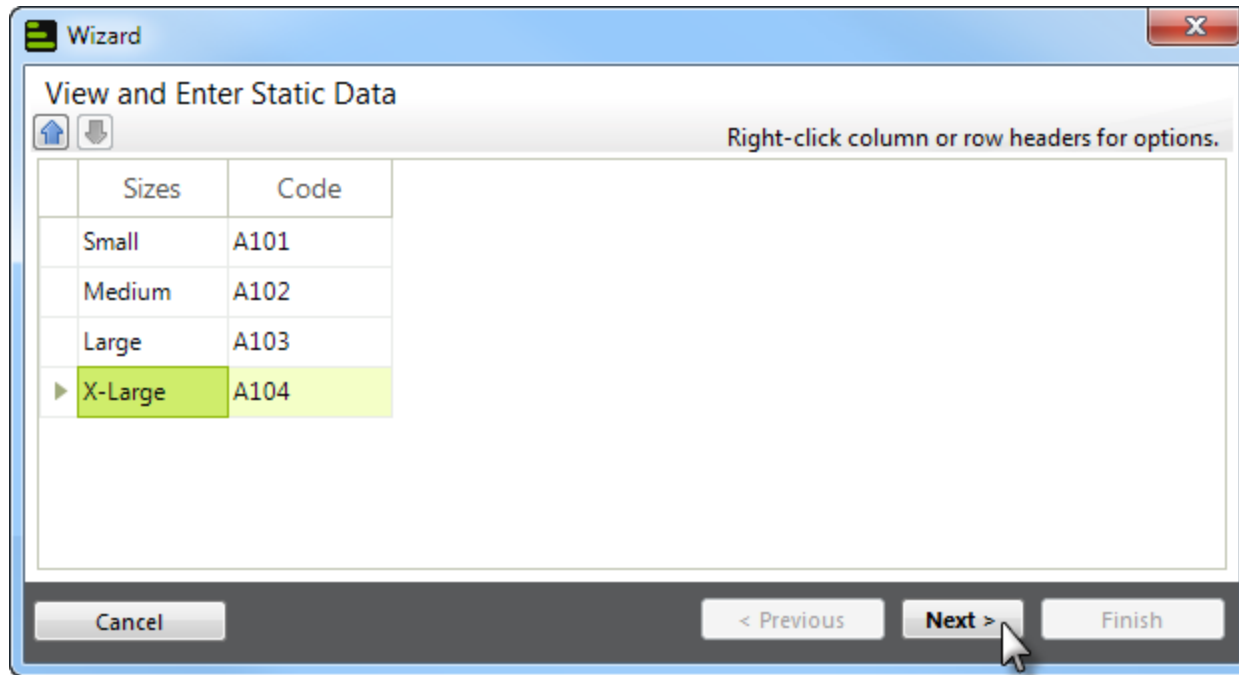 Wizard
View and Enter Static Data
Right-click column or row headers for options.
Sizes Code
Small A101
Medium A102
Large A103
X-Large A104
Cancel < Previous Next > Finish